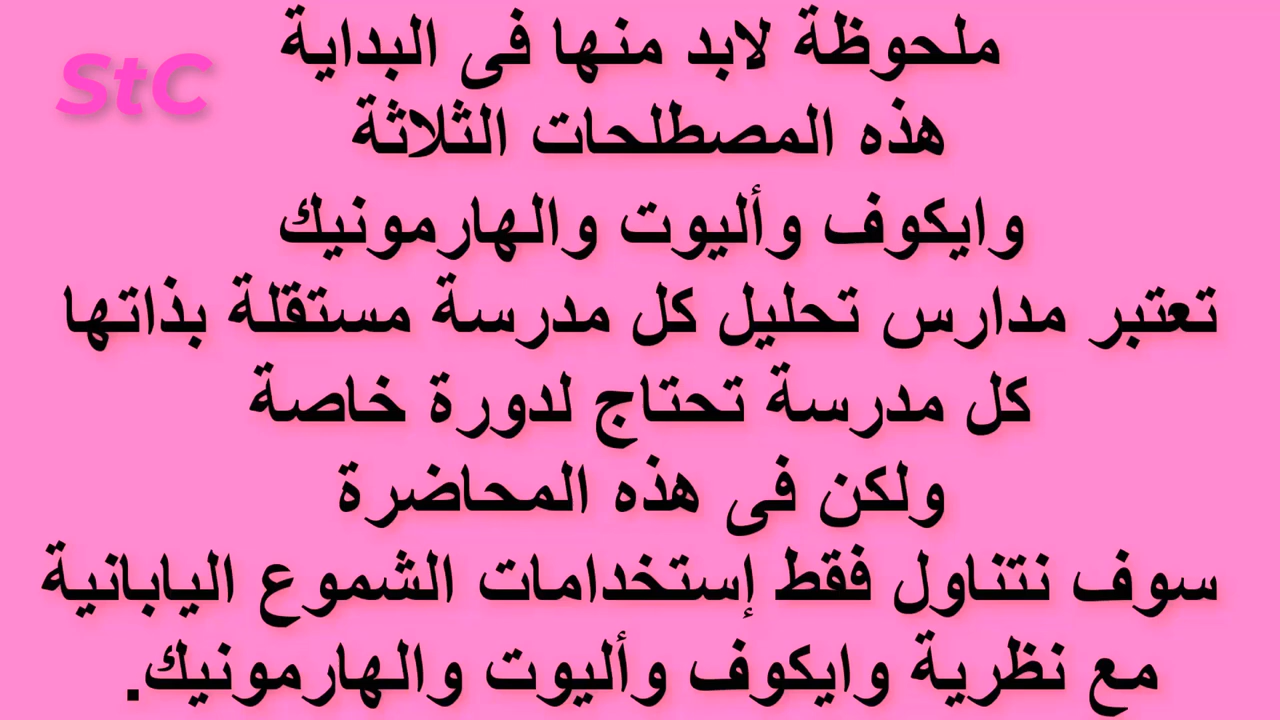 StC
ملحوظة لابد منها فى البداية
هذه المصطلحات الثلاثة
وايكوف وأليوت والهارمونيك
تعتبر مدارس تحليل كل مدرسة مستقلة بذاتها
كل مدرسة تحتاج لدورة خاصة
ولكن فى هذه المحاضرة
سوف نتناول فقط إستخدامات الشموع اليابانية
مع نظرية وايكوف وأليوت والهارمونيك.